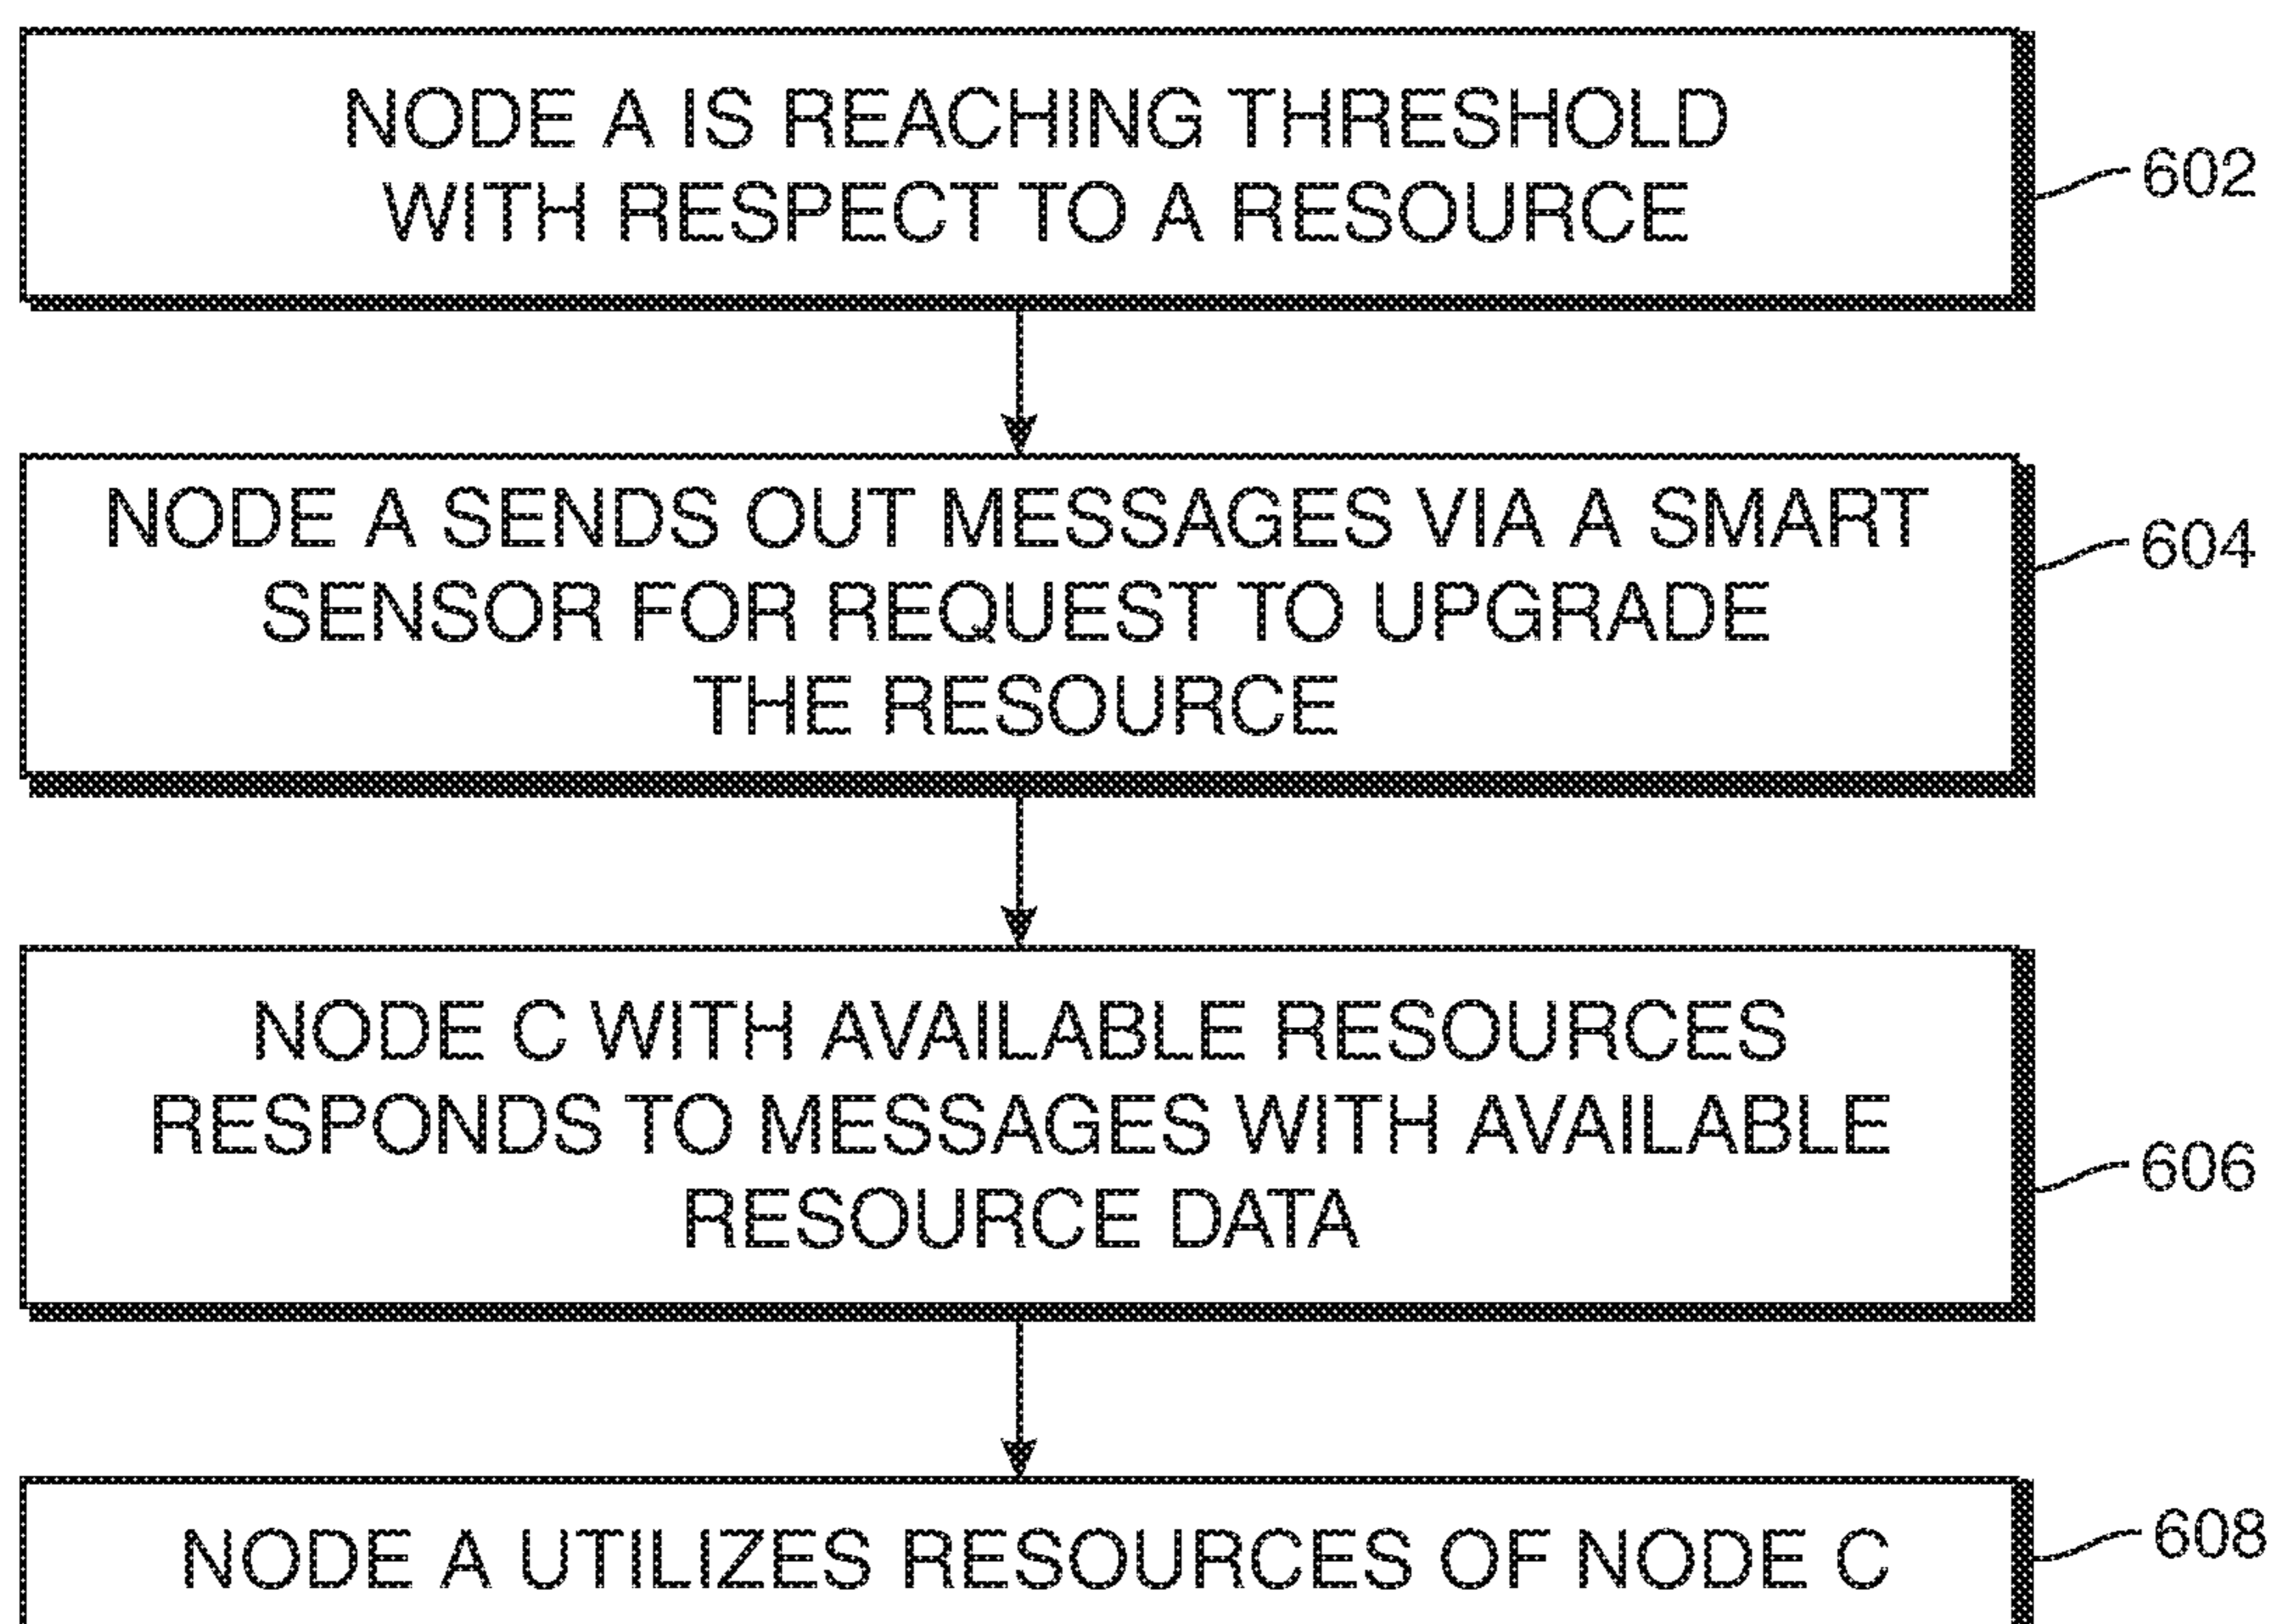 NODE A IS REACHING THRESHOLD
WITH RESPECT TO A RESOURCE
602
NODE A SENDS OUT MESSAGES VIA A SMART
SENSOR FOR REQUEST TO UPGRADE
THE RESOURCE
604
NODE C WITH AVAILABLE RESOURCES
RESPONDS TO MESSAGES WITH AVAILABLE
RESOURCE DATA
606
NODE A UTILIZES RESOURCES OF NODE C
608